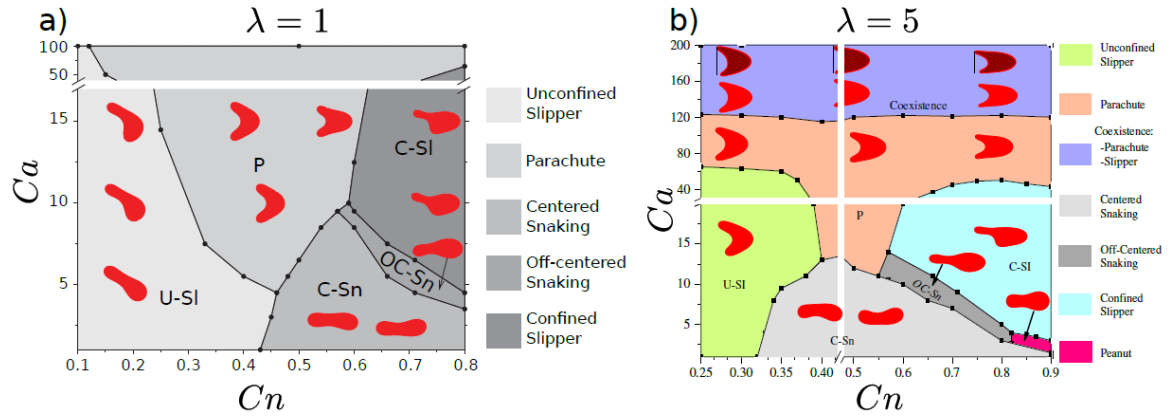 a)
λ = 1
100
50
15
10
5
Ca
0.1
0.2
0.3
0.4
0.5
0.6
0.7
0.8
Cn
P
C-Sl
OC-Sn
U-Sl
C-Sn
Unconfined
Slipper
Parachute
Centered
Snaking
Off-centered
Snaking
Confined
Slipper
b)
λ = 5
200
160
120
80
40
15
10
5
Ca
0.25
0.30
0.35
0.40
0.5
0.6
0.7
0.8
0.9
Cn
Coexistence
P
U-Sl
C-Sl
OC-Sn
C-Sn
Unconfined
Slipper
Parachute
Coexistence:
-Parachute
-Slipper
Centered
Snaking
Off-Centered
Snaking
Confined
Slipper
Peanut